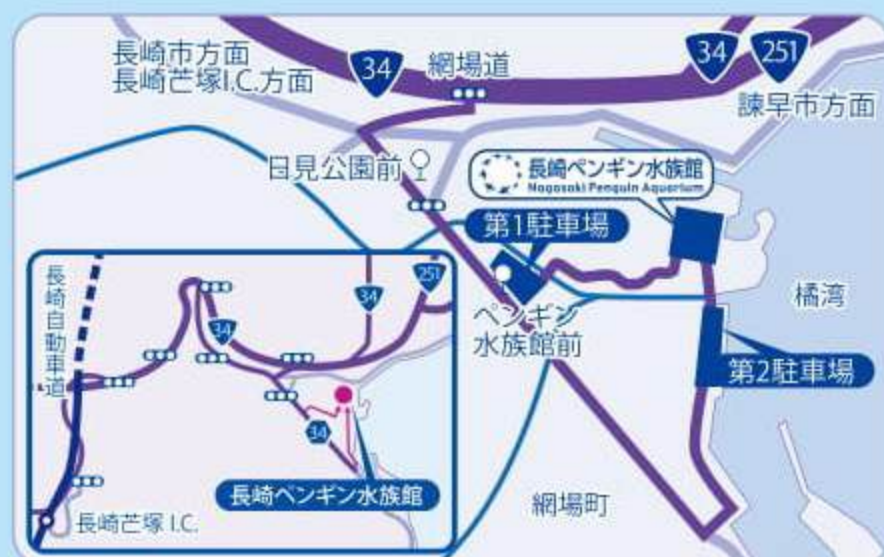 長崎市方面
長崎芒塚I.C.方面
34
網場道
34
251
諫早市方面
日見公園前
長崎ペンギン水族館
Nagasaki Penguin Aquarium
第1駐車場
ペンギン
水族館前
橘湾
第2駐車場
網場町
長崎自動車道
34
34
251
34
長崎ペンギン水族館
長崎芒塚 I.C.